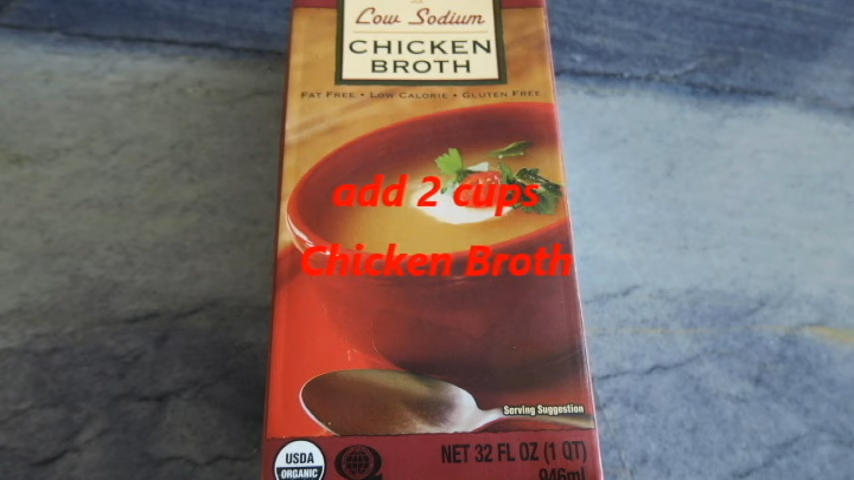 Low Sodium
CHICKEN
BROTH
FAT FREE • LOW CALORIE • GLUTEN FREE
add 2 cups
Chicken Broth
Serving Suggestion
NET 32 FL OZ (1 QT)
946ml
USDA
ORGANIC